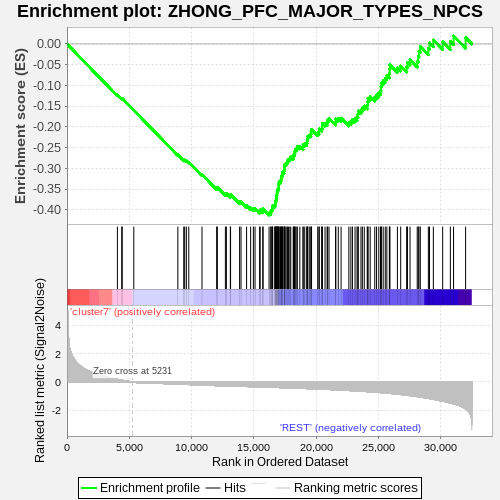 Enrichment plot: ZHONG_PFC_MAJOR_TYPES_NPCS
Enrichment score (ES)
0.00
-0.05
-0.10
-0.15
-0.20
-0.25
-0.30
-0.35
-0.40
'cluster7' (positively correlated)
Zero cross at 5231
'REST' (negatively correlated)
Ranked list metric (Signal2Noise)
4
2
0
-2
0 5,000 10,000 15,000 20,000 25,000 30,000
Rank in Ordered Dataset
Enrichment profile Hits Ranking metric scores